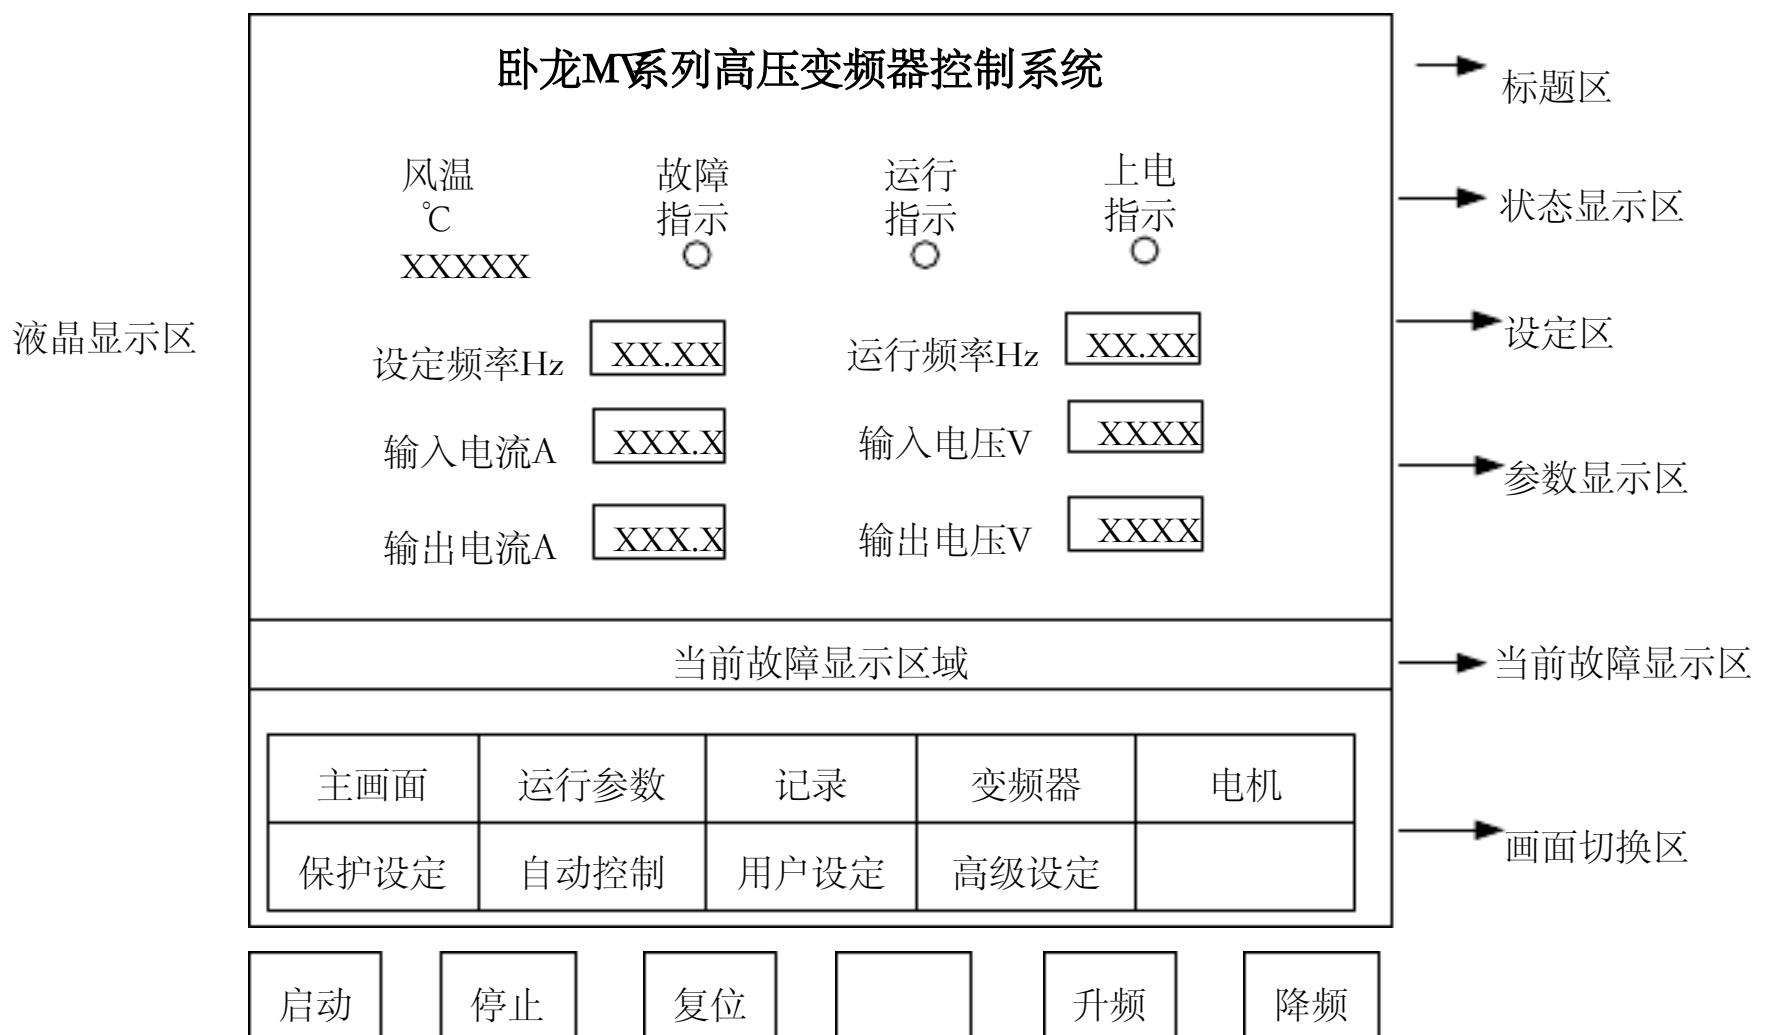 卧龙MV系列高压变频器控制系统
标题区
风温
℃
XXXXX
故障
指示
运行
指示
上电
指示
状态显示区
液晶显示区
设定频率Hz
XX.XX
运行频率Hz
XX.XX
设定区
输入电流A
XXX.X
输入电压V
XXXX
参数显示区
输出电流A
XXX.X
输出电压V
XXXX
当前故障显示区域
当前故障显示区
主画面
运行参数
记录
变频器
电机
保护设定
自动控制
用户设定
高级设定
画面切换区
启动
停止
复位
升频
降频